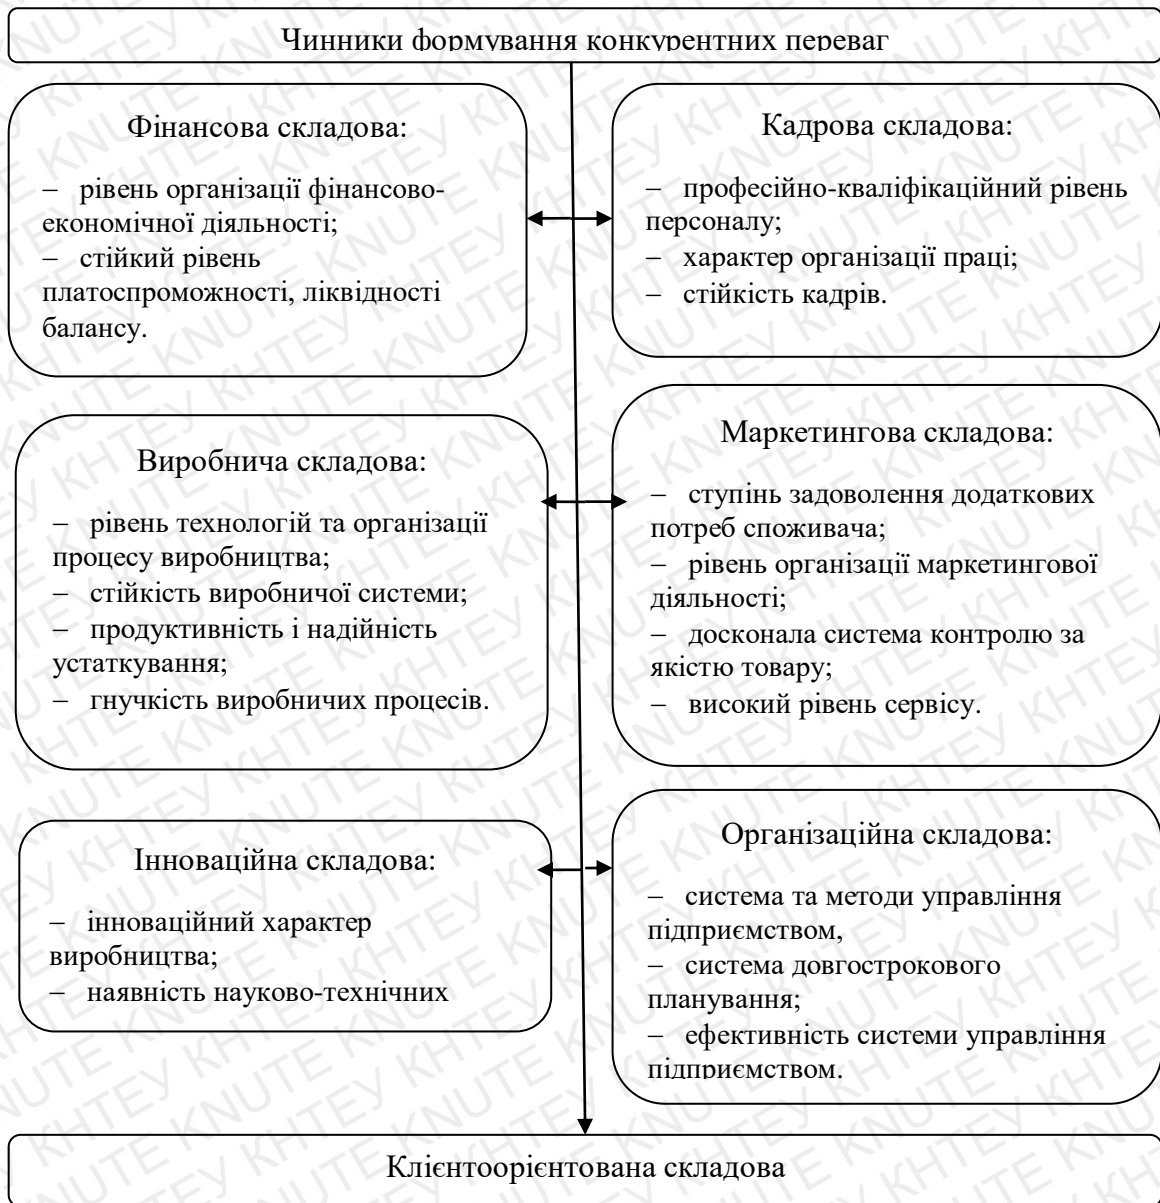 Чинники формування конкурентних переваг
Фінансова складова:
– рівень організації фінансово-
економічної діяльності;
– стійкий рівень
платоспроможності, ліквідності
балансу.
Кадрова складова:
– професійно-кваліфікаційний рівень
персоналу;
– характер організації праці;
– стійкість кадрів.
Виробнича складова:
– рівень технологій та організації
процесу виробництва;
– стійкість виробничої системи;
– продуктивність і надійність
устаткування;
– гнучкість виробничих процесів.
Маркетингова складова:
– ступінь задоволення додаткових
потреб споживача;
– рівень організації маркетингової
діяльності;
– досконала система контролю за
якістю товару;
– високий рівень сервісу.
Інноваційна складова:
– інноваційний характер
виробництва;
– наявність науково-технічних
Організаційна складова:
– система та методи управління
підприємством,
– система довгострокового
планування;
– ефективність системи управління
підприємством.
Клієнтоорієнтована складова